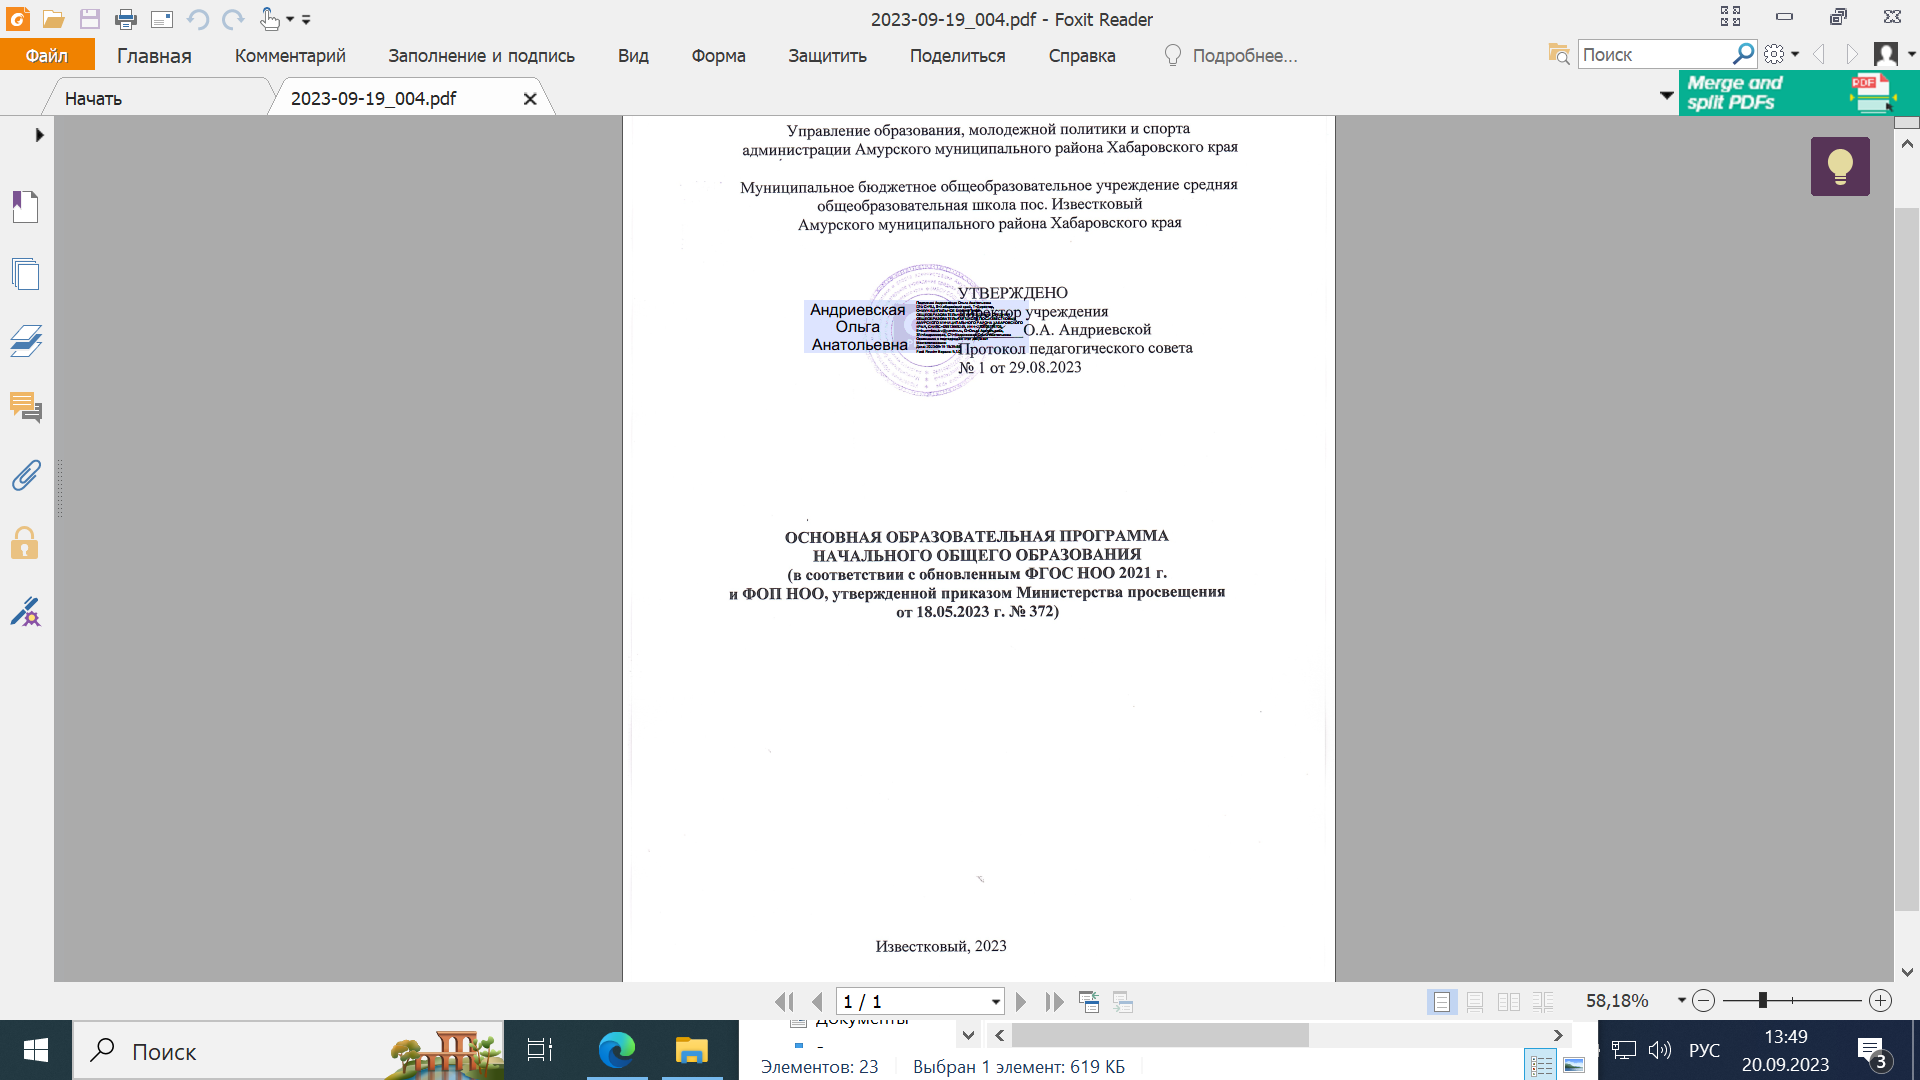 2023-09-19_004.pdf - Foxit Reader
Файл
Главная
Комментарий
Заполнение и подпись
Вид
Форма
Защитить
Поделиться
Справка
Подробнее...
Поиск
Начать
2023-09-19_004.pdf
Merge and
split PDFs
PDF
Управление образования, молодежной политики и спорта
администрации Амурского муниципального района Хабаровского края
Муниципальное бюджетное общеобразовательное учреждение средняя
общеобразовательная школа пос. Известковый
Амурского муниципального района Хабаровского края
УТВЕРЖДЕНО
директор учреждения
О.А. Андриевской
Протокол педагогического совета
№ 1 от 29.08.2023
Андриевская
Ольга
Анатольевна
ОСНОВНАЯ ОБРАЗОВАТЕЛЬНАЯ ПРОГРАММА
НАЧАЛЬНОГО ОБЩЕГО ОБРАЗОВАНИЯ
(в соответствии с обновленным ФГОС НОО 2021 г.
и ФОП НОО, утвержденной приказом Министерства просвещения
от 18.05.2023 г. № 372)
Известковый, 2023
1 / 1
58,18%
Документы
Элементов: 23
Выбран 1 элемент: 619 КБ
Поиск
РУС
13:49
20.09.2023
3